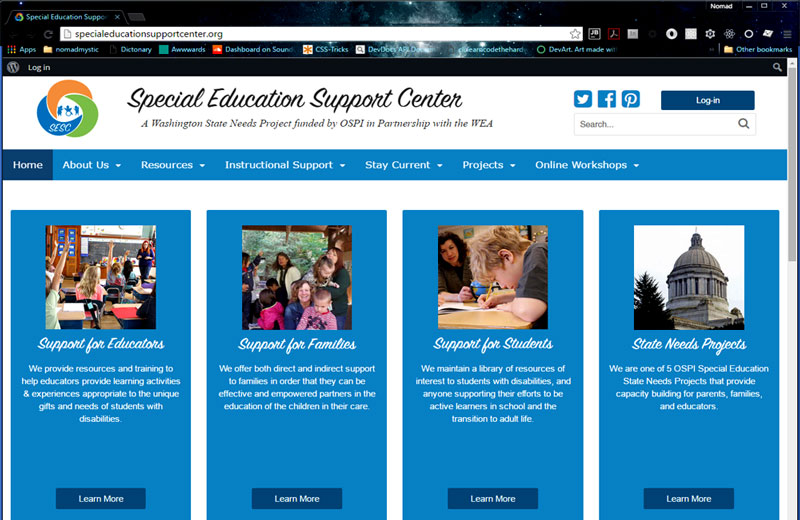 Nomad
Special Education Suppo
specialeducationsupportcenter.org
Apps nomadmystic Dictonary Awwwards Dashboard on Sound CSS-Tricks DevDocs API Docu DevArt. Art made wit Other bookmarks
Log in
SESC
Special Education Support Center
A Washington State Needs Project funded by OSPI in Partnership with the WEA
Log-in
Search...
Home About Us Resources Instructional Support Stay Current Projects Online Workshops
Support for Educators
We provide resources and training to
help educators provide learning activities
& experiences appropriate to the unique
gifts and needs of students with
disabilities.
Learn More
Support for Families
We offer both direct and indirect support
to families in order that they can be
effective and empowered partners in the
education of the children in their care.
Learn More
Support for Students
We maintain a library of resources of
interest to students with disabilities, and
anyone supporting their efforts to be
active learners in school and the
transition to adult life.
Learn More
State Needs Projects
We are one of 5 OSPI Special Education
State Needs Projects that provide
capacity building for parents, families,
and educators.
Learn More